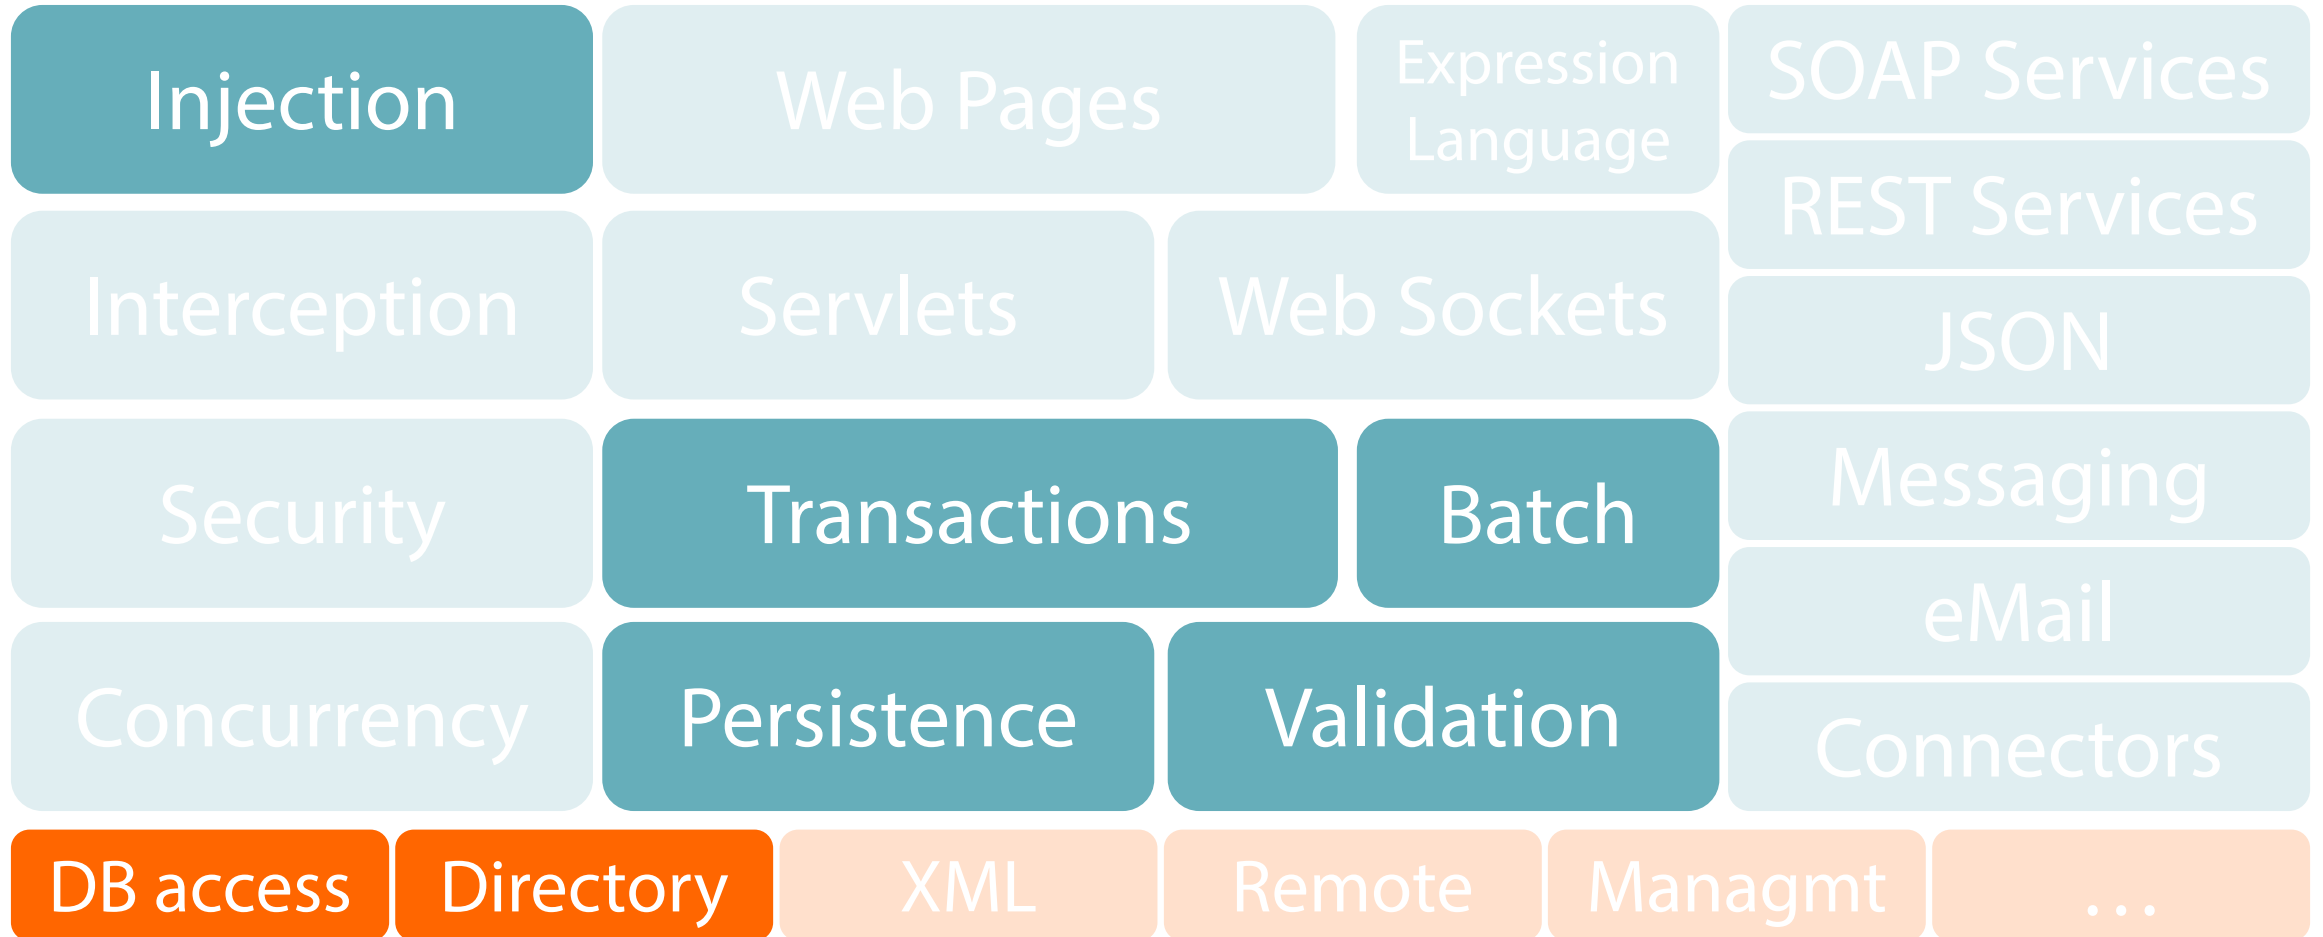 Injection
Web Pages
Expression
Language
SOAP Services
REST Services
Interception
Servlets
Web Sockets
JSON
Security
Transactions
Batch
Messaging
eMail
Concurrency
Persistence
Validation
Connectors
DB access
Directory
XML
Remote
Managmt
...